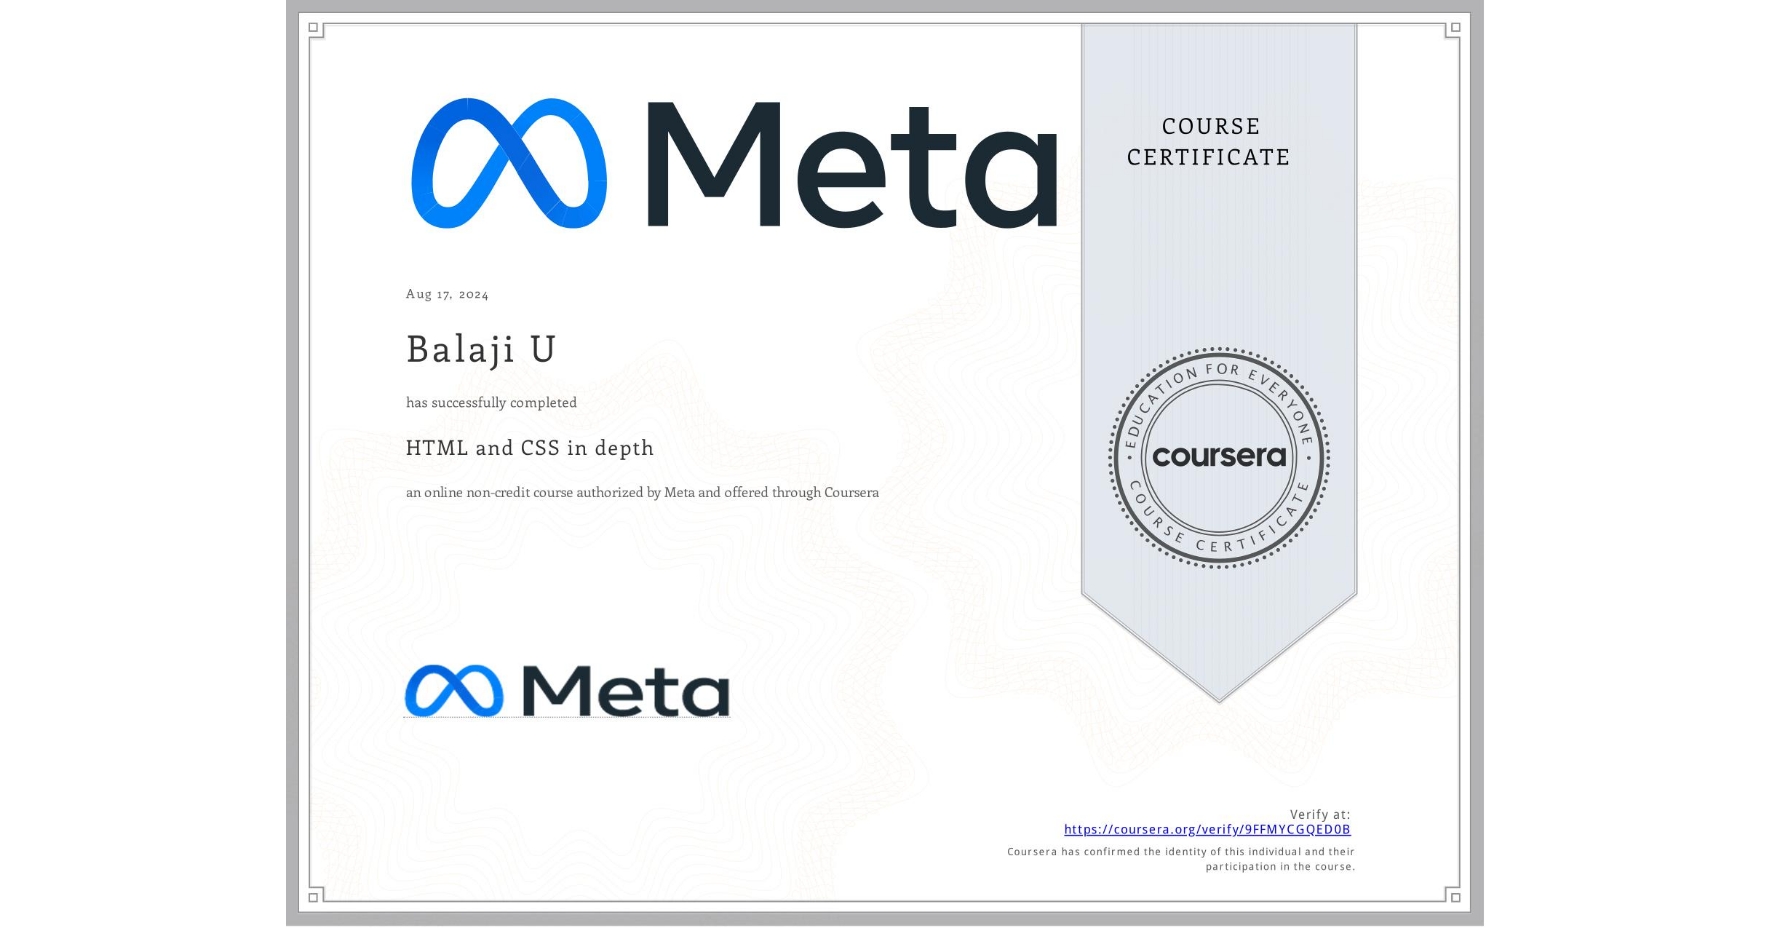 Meta
COURSE
CERTIFICATE
Aug 17, 2024
Balaji U
has successfully completed
HTML and CSS in depth
an online non-credit course authorized by Meta and offered through Coursera
EDUCATION FOR EVERYONE
coursera
COURSE CERTIFICATE
Meta
Verify at:
https://coursera.org/verify/9FFMYCGQED0B
Coursera has confirmed the identity of this individual and their
participation in the course.